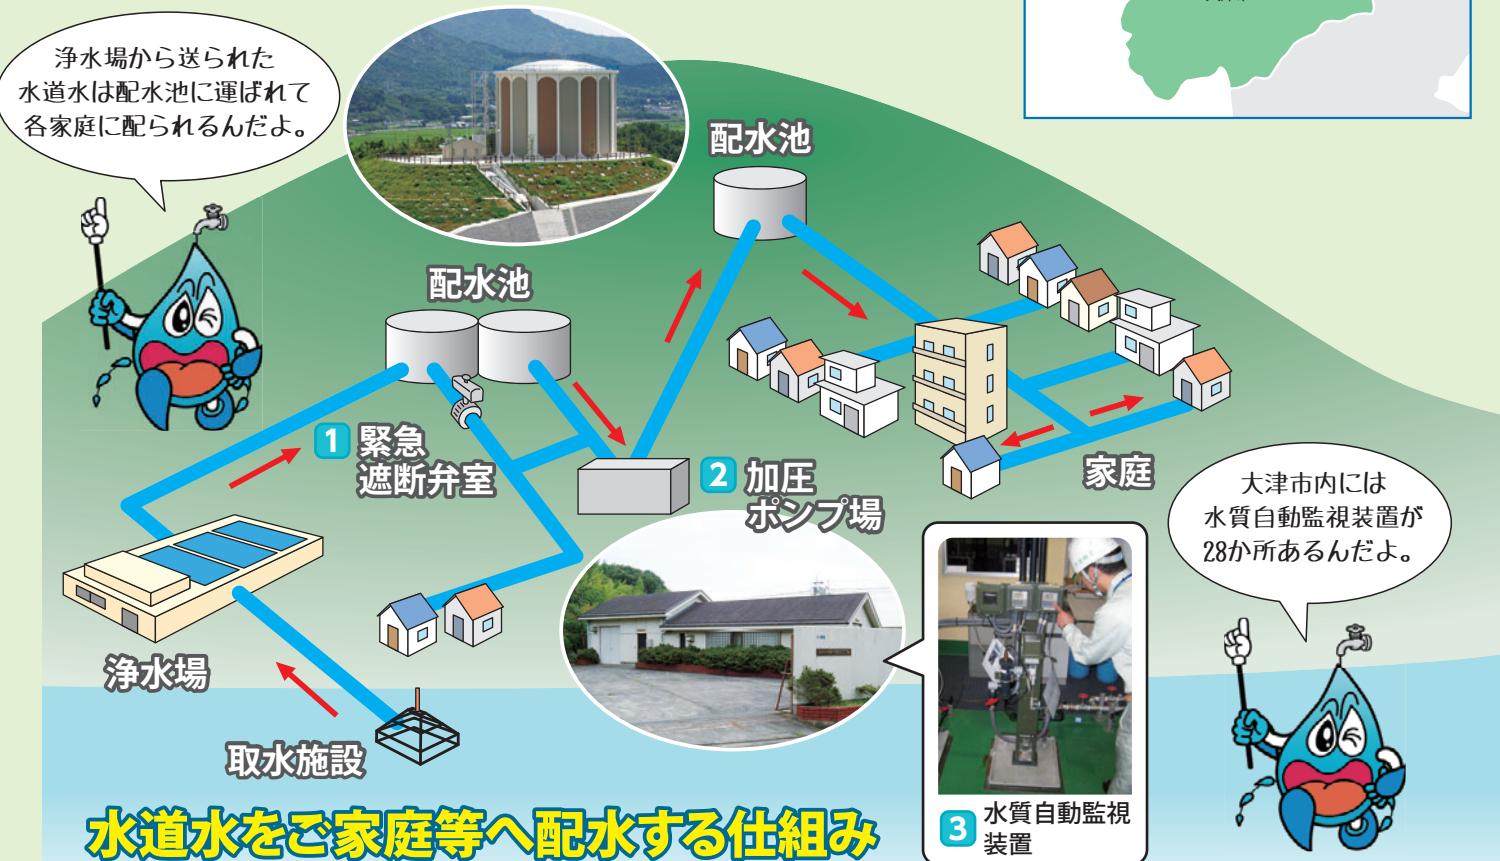 浄水場から送られた
水道水は配水池に運ばれて
各家庭に配られるんだよ。
配水池
配水池
1 緊急
遮断弁室
2 加圧
ポンプ場
家庭
大津市内には
水質自動監視装置が
28か所あるんだよ。
浄水場
取水施設
3 水質自動監視
装置
水道水をご家庭等へ配水する仕組み